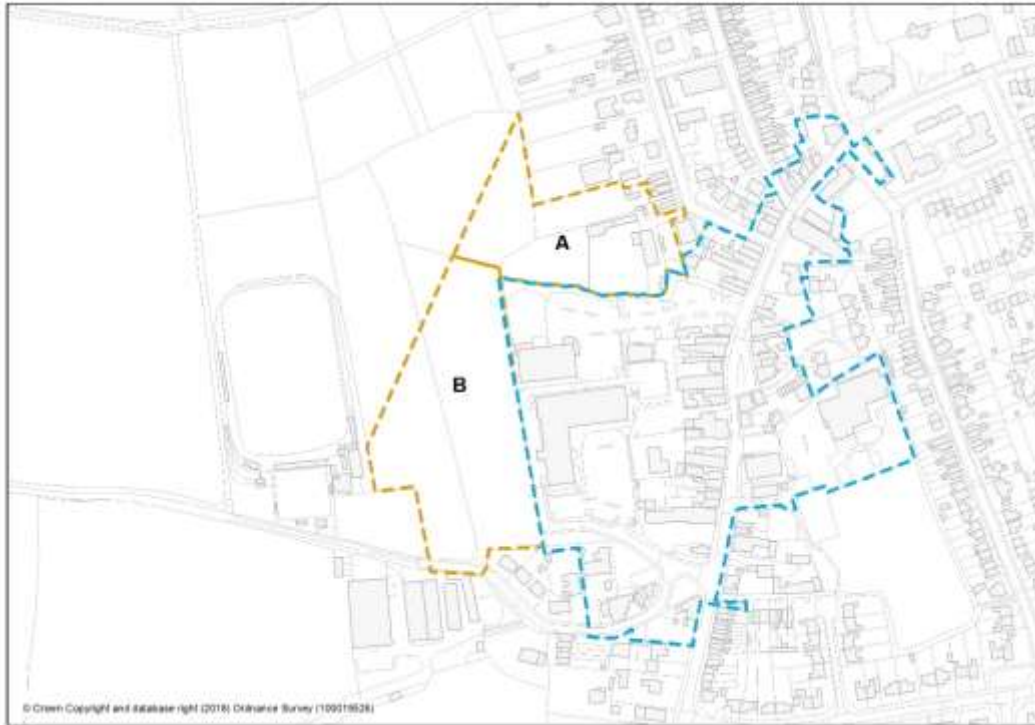 A
B
© Crown Copyright and database right (2018) Ordnance Survey (100019526)